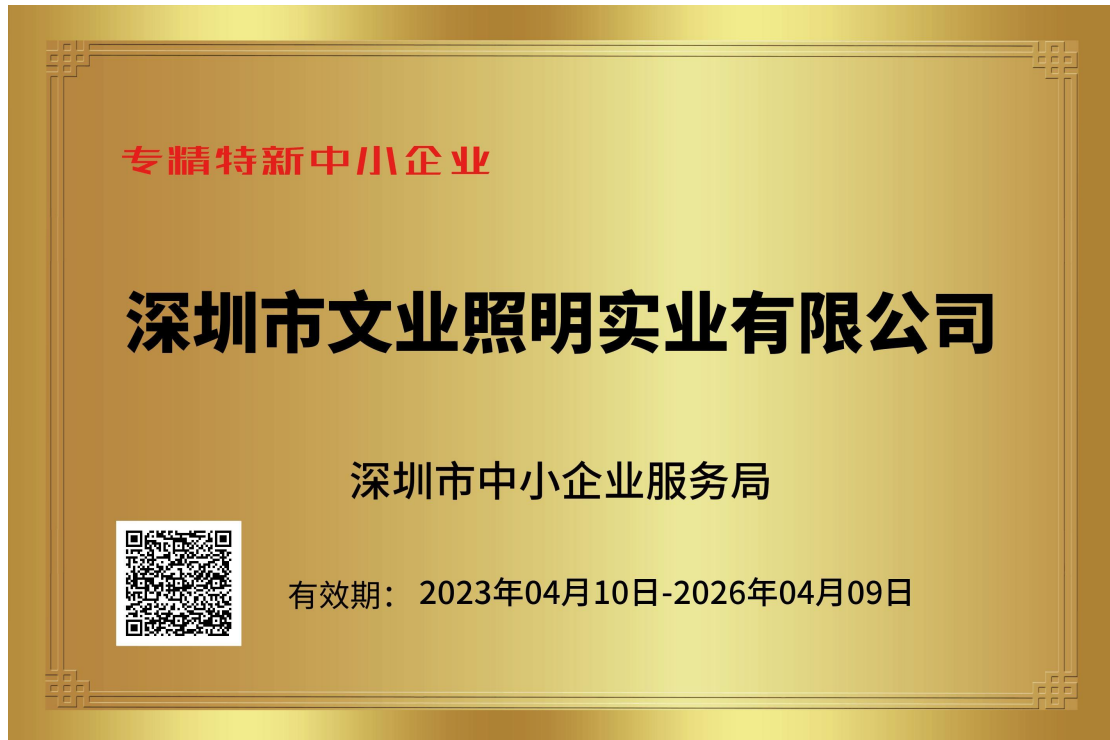 专精特新中小企业
深圳市文业照明实业有限公司
深圳市中小企业服务局
有效期： 2023年04月10日-2026年04月09日